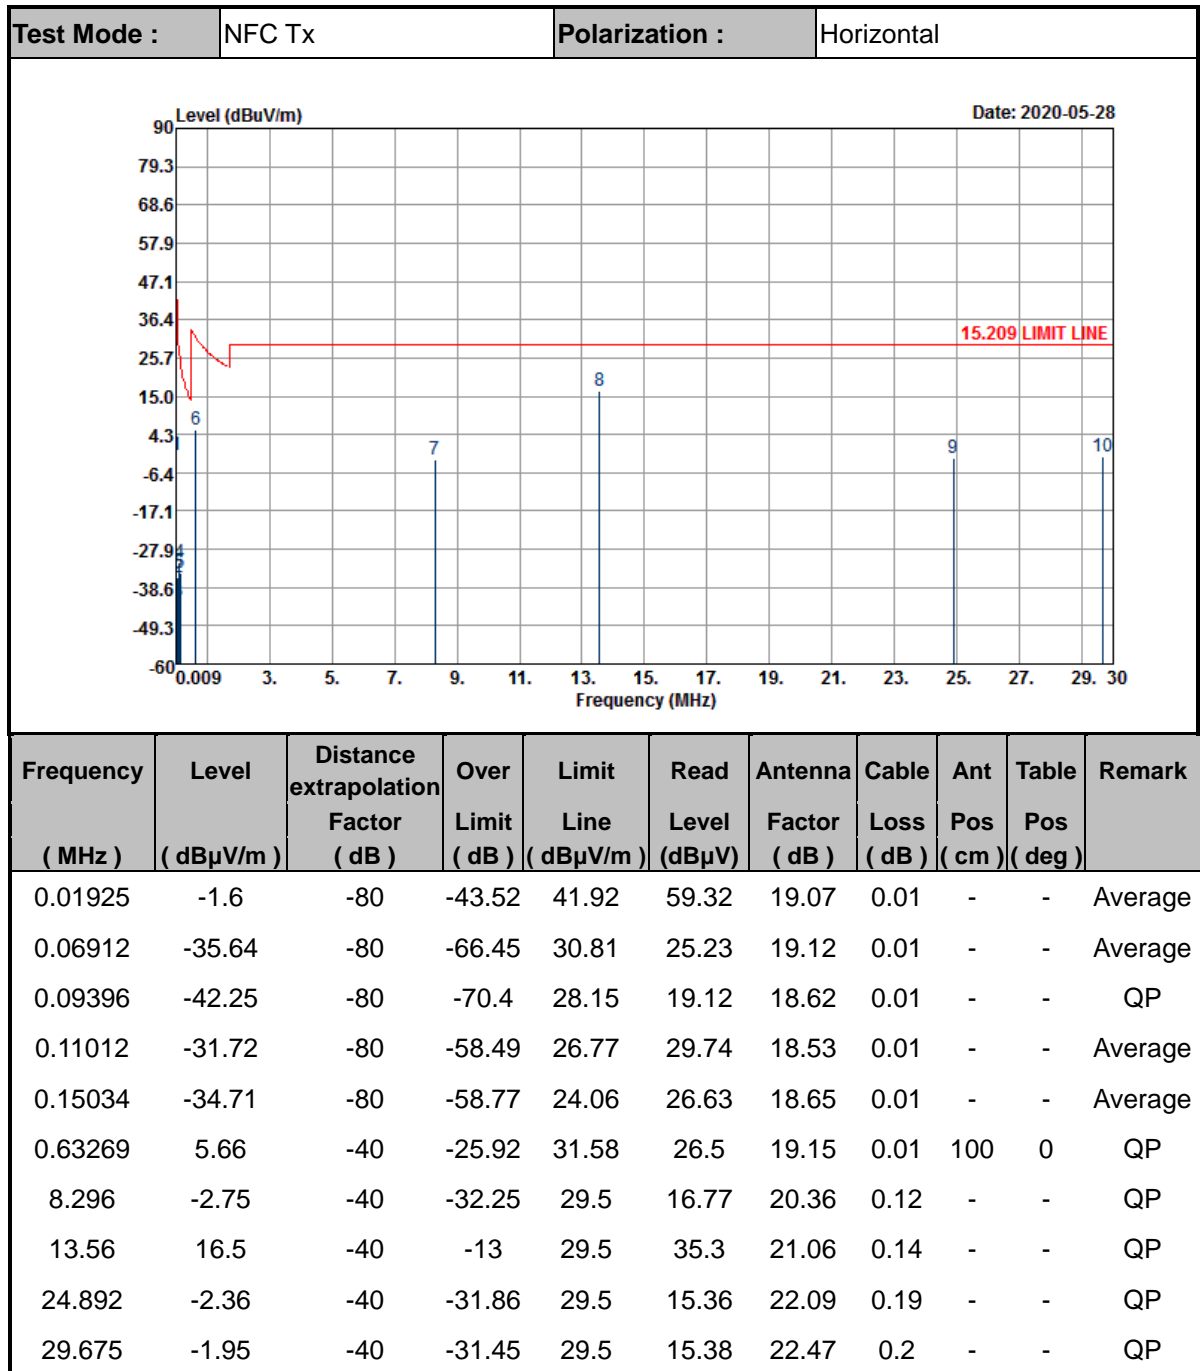 Test Mode : NFC Tx Polarization : Horizontal
Level (dBuV/m) Date: 2020-05-28
90
79.3
68.6
57.9
47.1
36.4
25.7
15.0
4.3
-6.4
-17.1
-27.9
-38.6
-49.3
-60
15.209 LIMIT LINE
6
7
8
9
10
4
0.009 3. 5. 7. 9. 11. 13. 15. 17. 19. 21. 23. 25. 27. 29. 30
Frequency (MHz)
Frequency Level Distance extrapolation Over Limit Read Antenna Cable Ant Table Remark
Factor Limit Line Level Factor Loss Pos Pos
( MHz ) ( dBµV/m ) ( dB ) ( dB ) ( dBµV/m ) (dBµV) ( dB ) ( dB ) ( cm ) ( deg )
0.01925 -1.6 -80 -43.52 41.92 59.32 19.07 0.01 - - Average
0.06912 -35.64 -80 -66.45 30.81 25.23 19.12 0.01 - - Average
0.09396 -42.25 -80 -70.4 28.15 19.12 18.62 0.01 - - QP
0.11012 -31.72 -80 -58.49 26.77 29.74 18.53 0.01 - - Average
0.15034 -34.71 -80 -58.77 24.06 26.63 18.65 0.01 - - Average
0.63269 5.66 -40 -25.92 31.58 26.5 19.15 0.01 100 0 QP
8.296 -2.75 -40 -32.25 29.5 16.77 20.36 0.12 - - QP
13.56 16.5 -40 -13 29.5 35.3 21.06 0.14 - - QP
24.892 -2.36 -40 -31.86 29.5 15.36 22.09 0.19 - - QP
29.675 -1.95 -40 -31.45 29.5 15.38 22.47 0.2 - - QP